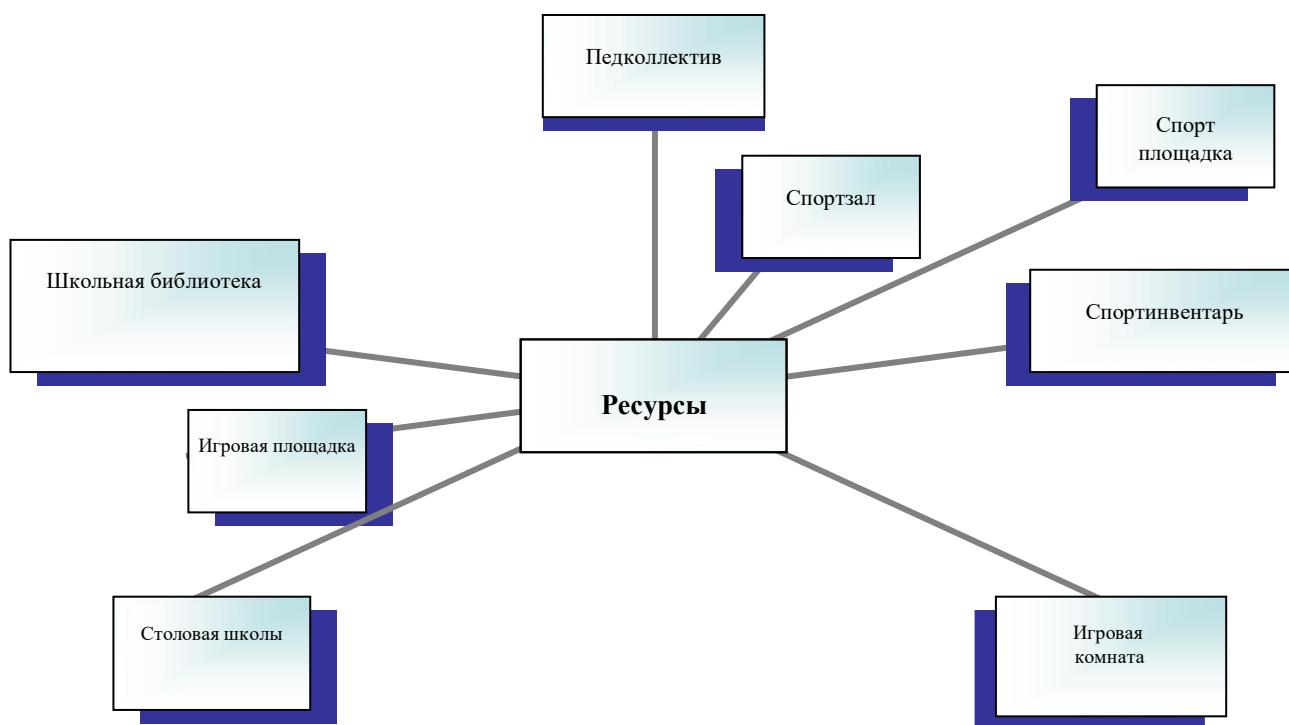 Педколлектив
Спорт
площадка
Спортзал
Школьная библиотека
Спортинвентарь
Ресурсы
Игровая площадка
Столовая школы
Игровая
комната